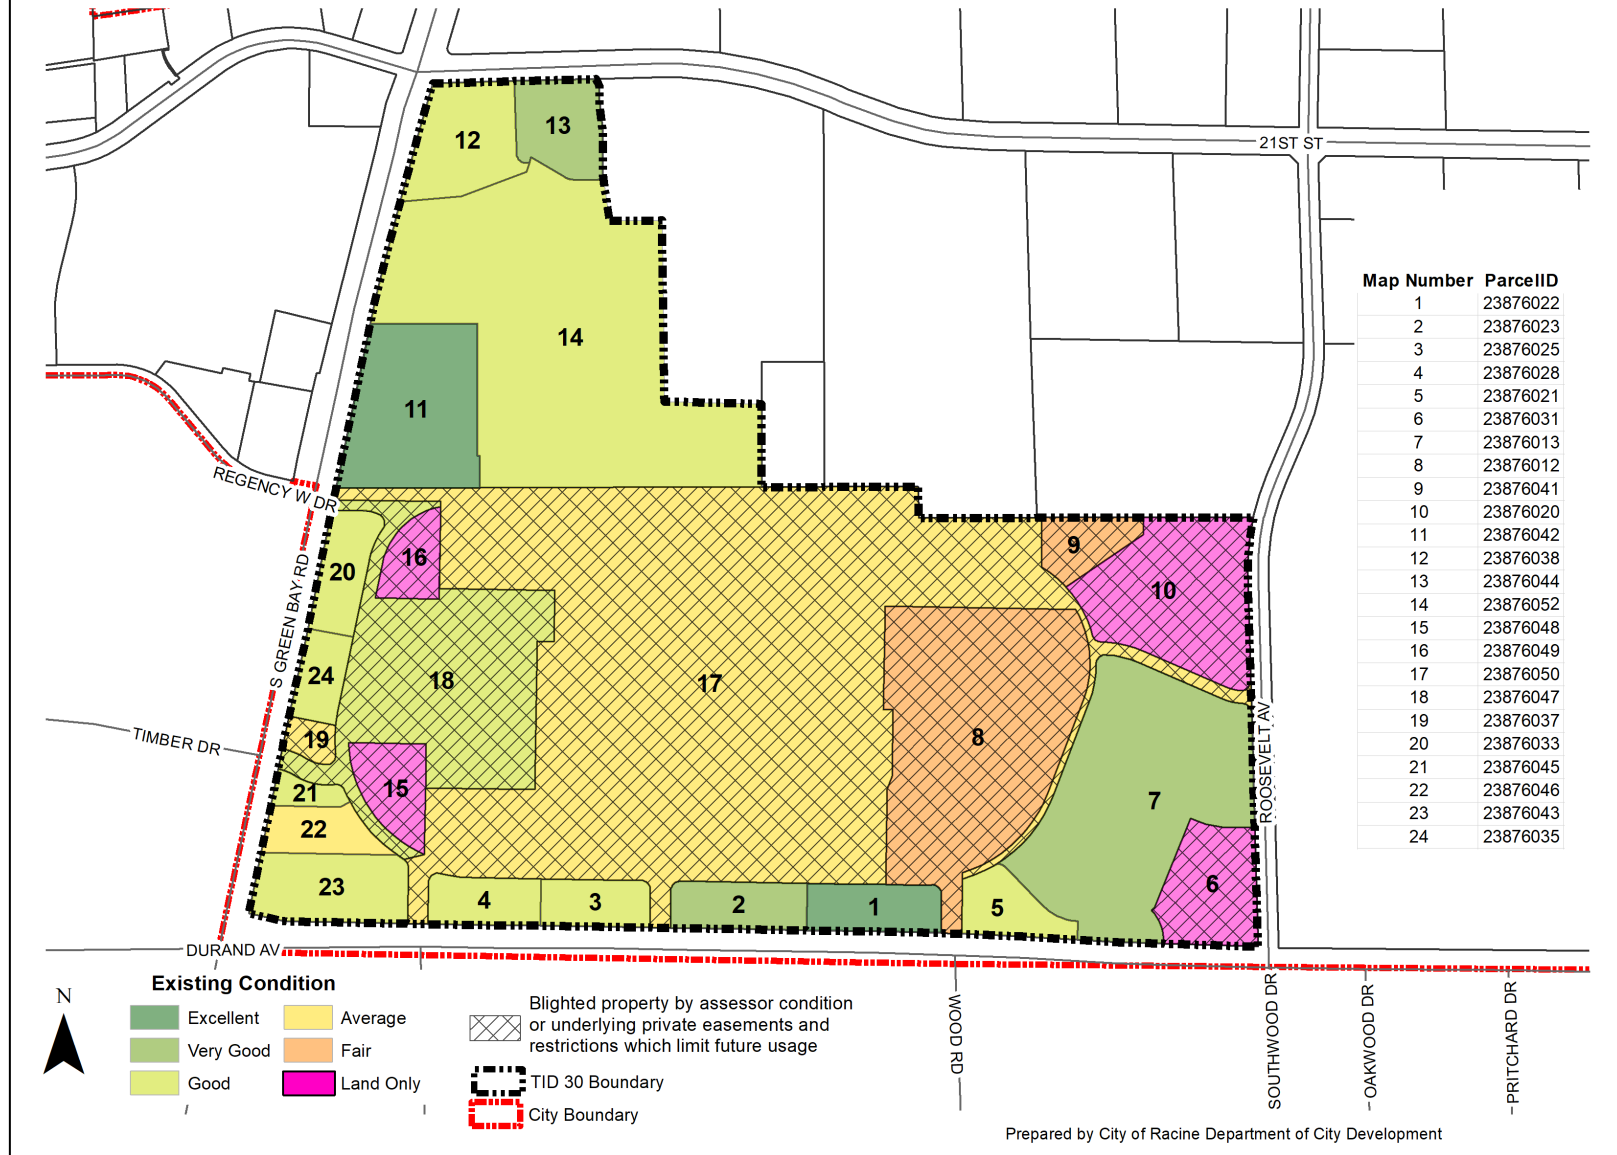 12
13
21ST ST
14
11
REGENCY W DR
Map Number ParcelID
1 23876022
2 23876023
3 23876025
4 23876028
5 23876021
6 23876031
7 23876013
8 23876012
9 23876041
10 23876020
11 23876042
12 23876038
13 23876044
14 23876052
15 23876048
16 23876049
17 23876050
18 23876047
19 23876037
20 23876033
21 23876045
22 23876046
23 23876043
24 23876035
16
9
20
10
S GREEN BAY RD
24
18
17
19
8
TIMBER DR
ROOSEVELT AV
15
21
7
22
23
4
3
2
1
5
6
DURAND AV
WOOD RD
SOUTHWOOD DR
OAKWOOD DR
PRITCHARD DR
N
Existing Condition
Excellent
Very Good
Good
Average
Fair
Land Only
Blighted property by assessor condition
or underlying private easements and
restrictions which limit future usage
TID 30 Boundary
City Boundary
Prepared by City of Racine Department of City Development